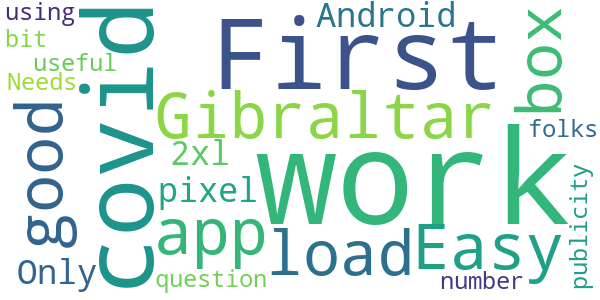 using
bit
useful
Needs
good
Only
covid
First
Android
box
Gibraltar
2xl
pixel
app
question
work
load
Easy
number
folks
publicity